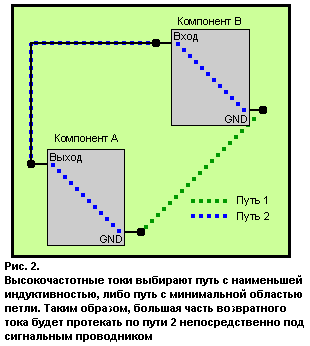 Компонент B
Вход
GND
Компонент А
Выход
GND
Путь 1
Путь 2
Рис. 2.
Высокочастотные токи выбирают путь с наименьшей
индуктивностью, либо путь с минимальной областью
петли. Таким образом, большая часть возвратного
тока будет протекать по пути 2 непосредственно под
сигнальным проводником